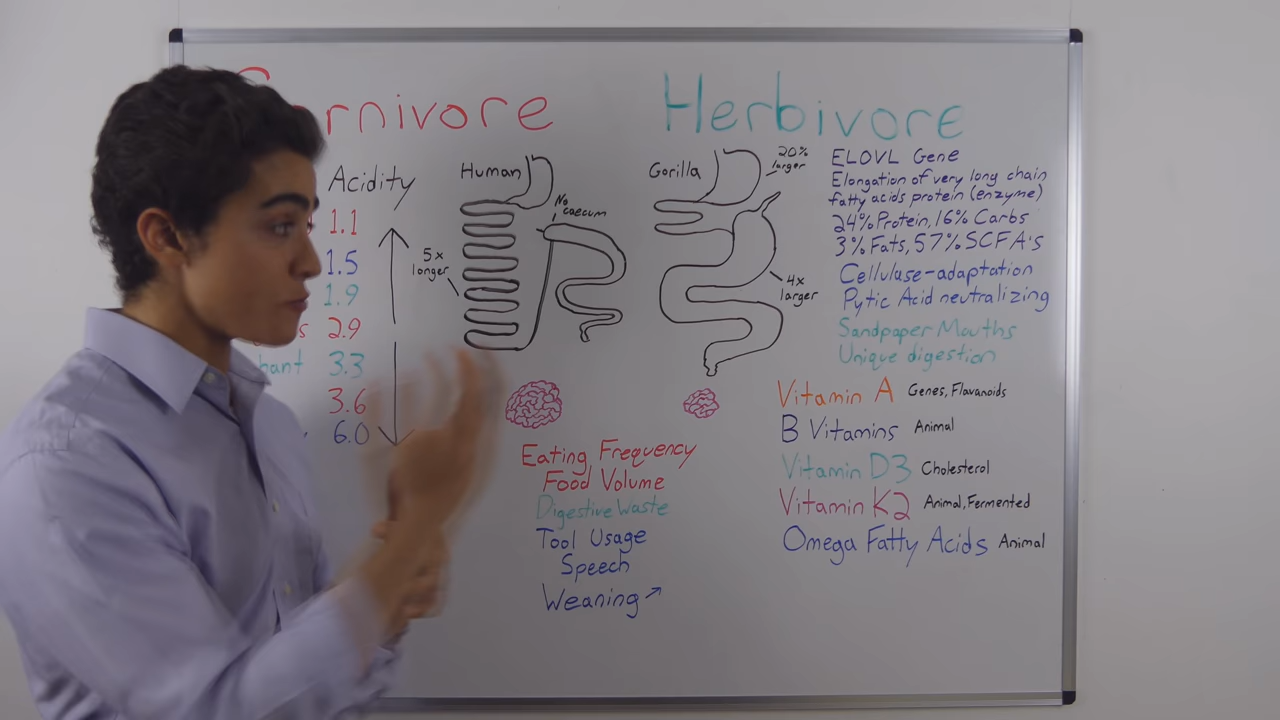 rnivore
Herbivore
Acidity
1.1
1.5
1.9
2.9
3.3
3.6
6.0
Human
No
caecum
5x
longer
Gorilla
20%
larger
4x
larger
ELOVL Gene
Elongation of very long chain
fatty acids protein (enzyme)
24% Protein, 16% Carbs
3% Fats, 57% SCFA's
Cellulase-adaptation
Pytic Acid neutralizing
Sandpaper Mouths
Unique digestion
Eating Frequency
Food Volume
Digestive Waste
Tool Usage
Speech
Weaning ↗
Vitamin A Genes, Flavanoids
B Vitamins Animal
Vitamin D3 Cholesterol
Vitamin K2 Animal, Fermented
Omega Fatty Acids Animal